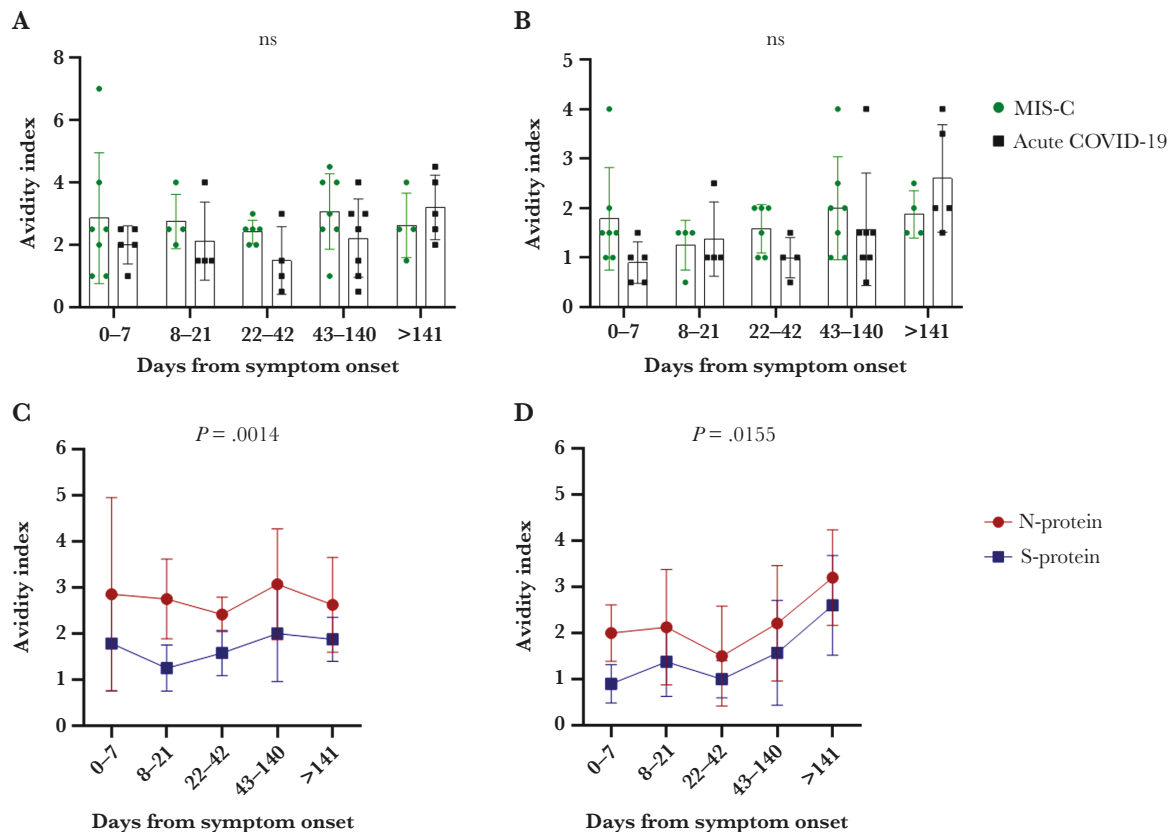 A
ns
8
6
4
2
0
Avidity index
0–7
8–21
22–42
43–140
>141
Days from symptom onset
B
ns
5
4
3
2
1
0
Avidity index
0–7
8–21
22–42
43–140
>141
Days from symptom onset
MIS-C
Acute COVID-19
C
P = .0014
6
5
4
3
2
1
0
Avidity index
0–7
8–21
22–42
43–140
>141
Days from symptom onset
D
P = .0155
6
5
4
3
2
1
0
Avidity index
0–7
8–21
22–42
43–140
>141
Days from symptom onset
N-protein
S-protein